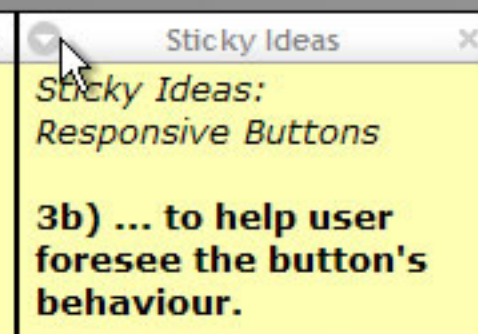 Sticky Ideas
Sticky Ideas:
Responsive Buttons
3b) ... to help user
foresee the button's
behaviour.